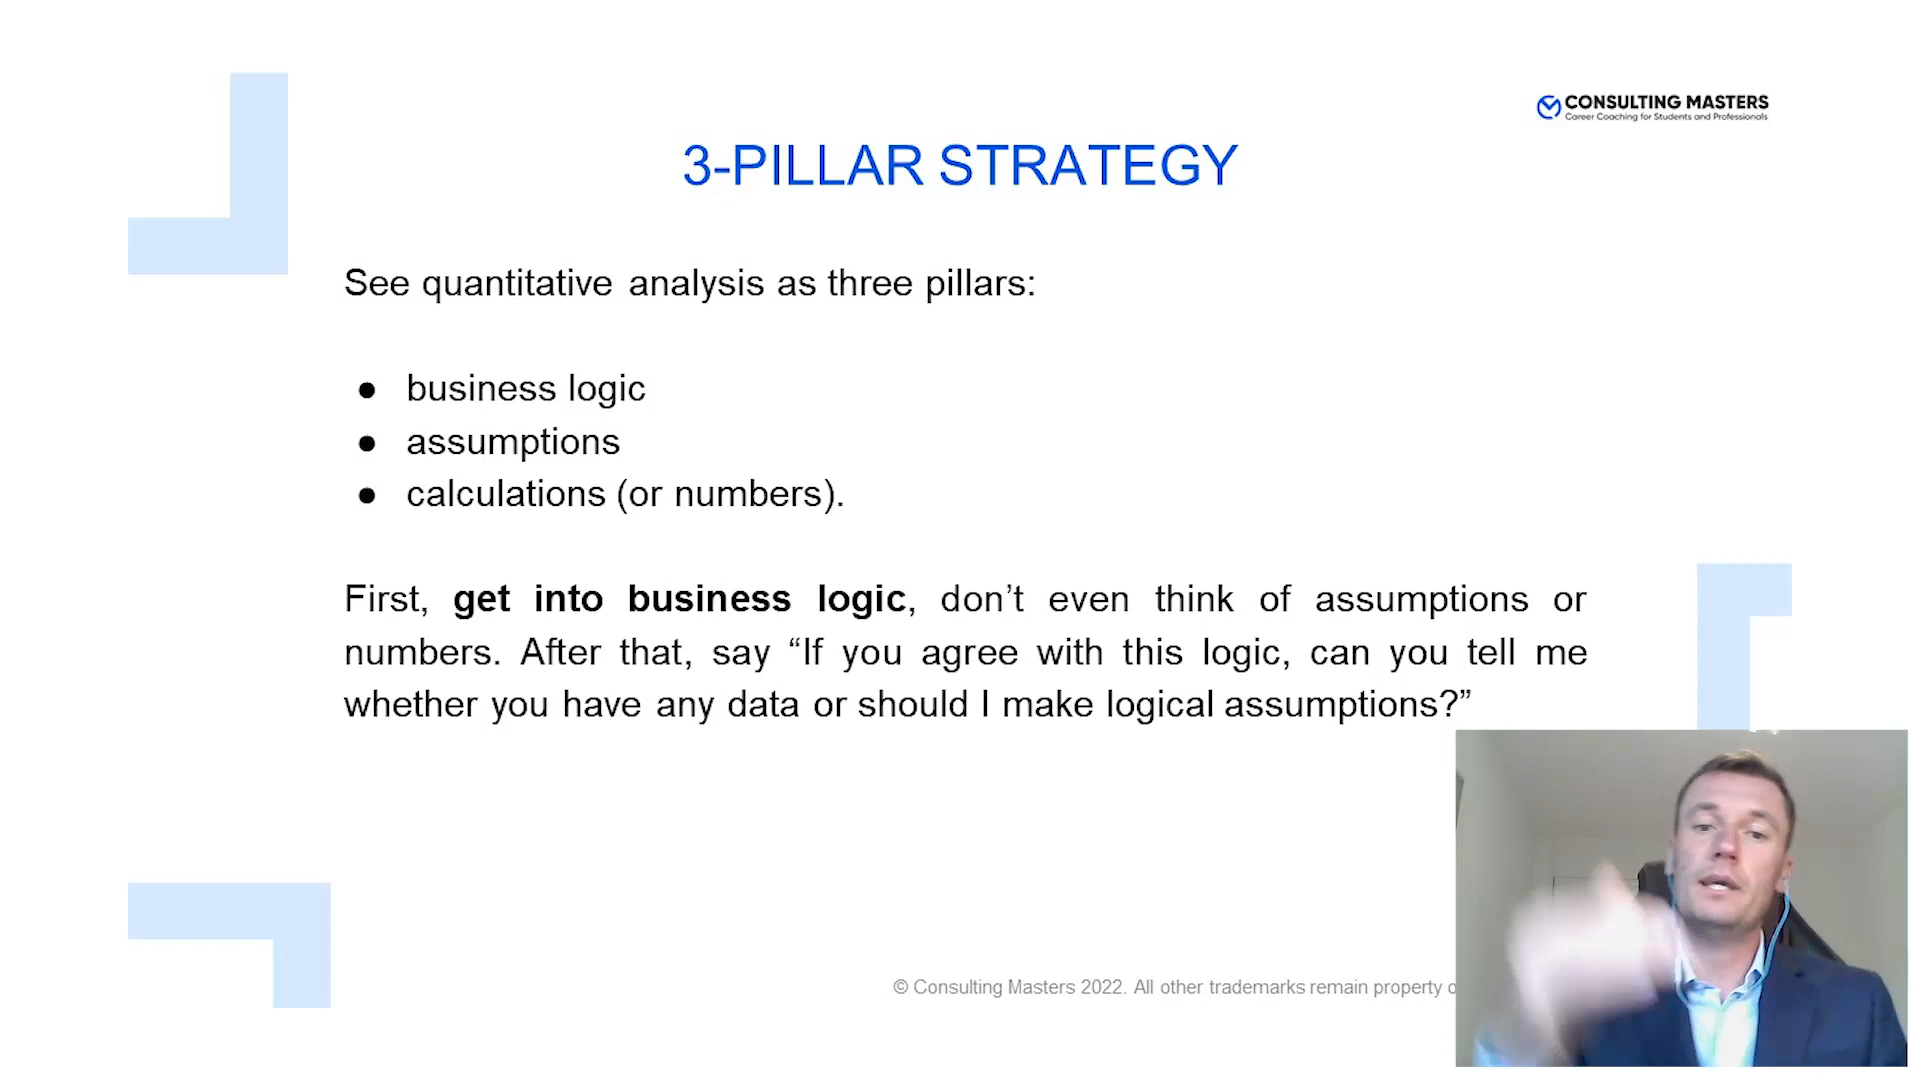 CONSULTING MASTERS
Career Coaching for Students and Professionals
3-PILLAR STRATEGY
See quantitative analysis as three pillars:
● business logic
● assumptions
● calculations (or numbers).
First, get into business logic, don’t even think of assumptions or
numbers. After that, say “If you agree with this logic, can you tell me
whether you have any data or should I make logical assumptions?”
© Consulting Masters 2022. All other trademarks remain property o